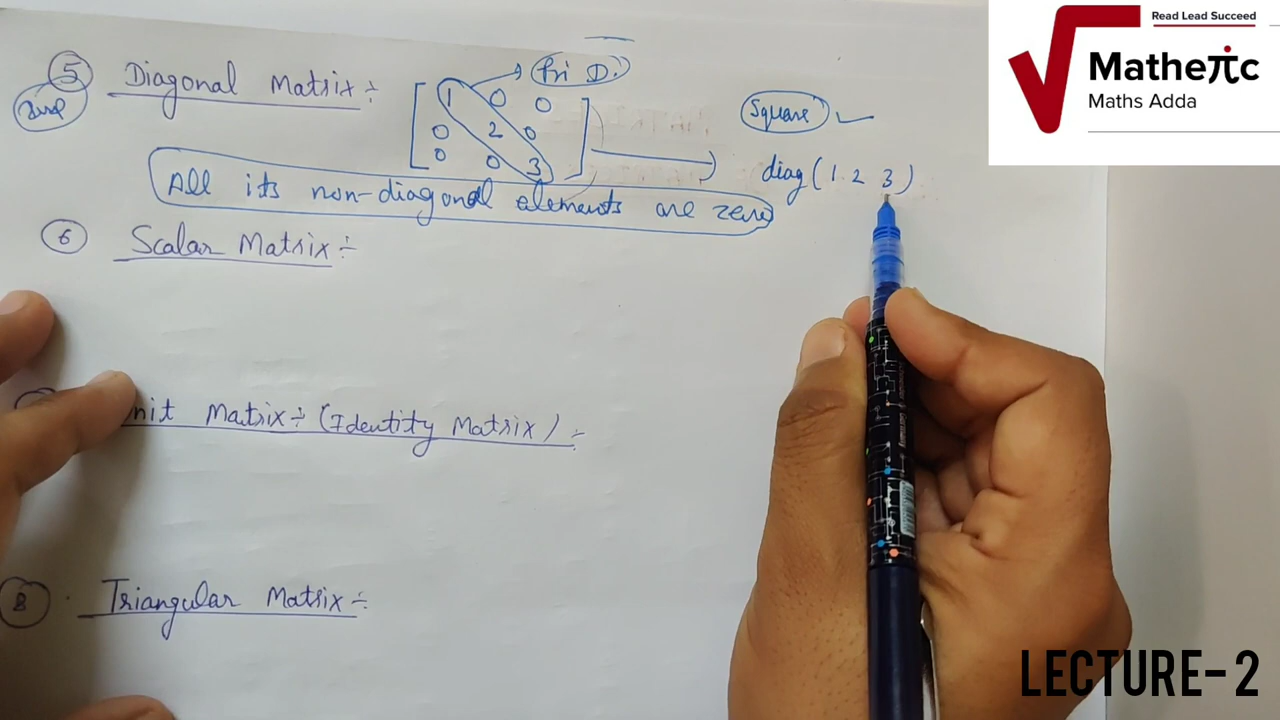 Read Lead Succeed
Matheπc
Maths Adda
5 Diagonal Matrix÷
Pri D.
[ 1 0 0
0 2 0
0 0 3 ]
Square
diag (1 2 3)
All its non-diagonal elements are zero
6 Scalar Matrix÷
nit Matrix÷ (Identity Matrix) ÷
8 Triangular Matrix÷
LECTURE- 2